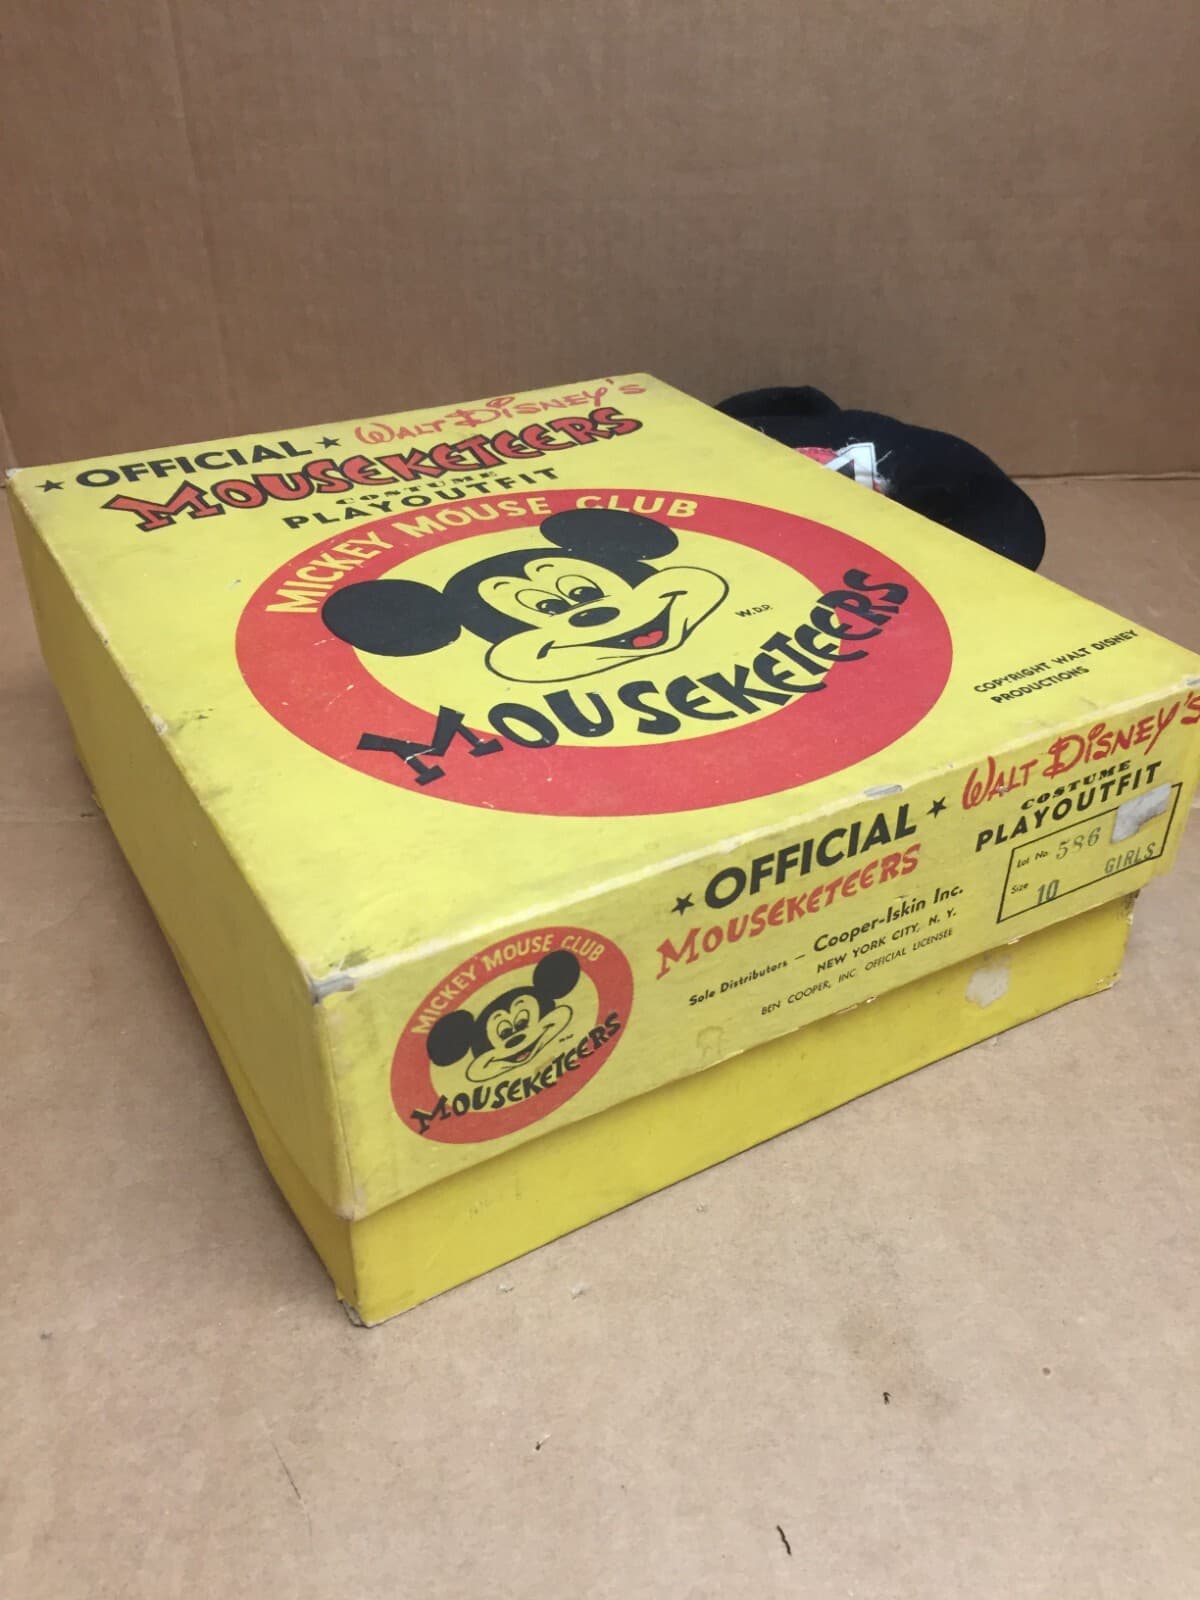 ★ OFFICIAL ★ WALT DISNEY'S
MOUSEKETEERS
COSTUME
PLAYOUTFIT
MICKEY MOUSE CLUB
W.D.P.
MOUSEKETEERS
COPYRIGHT WALT DISNEY
PRODUCTIONS
★ OFFICIAL ★ WALT DISNEY'S
MOUSEKETEERS
COSTUME
PLAYOUTFIT
Sole Distributors — Cooper-Iskin Inc.
NEW YORK CITY, N. Y.
BEN COOPER, INC. OFFICIAL LICENSEE
Lot No. 586
Size 10 GIRLS
MICKEY MOUSE CLUB
MOUSEKETEERS